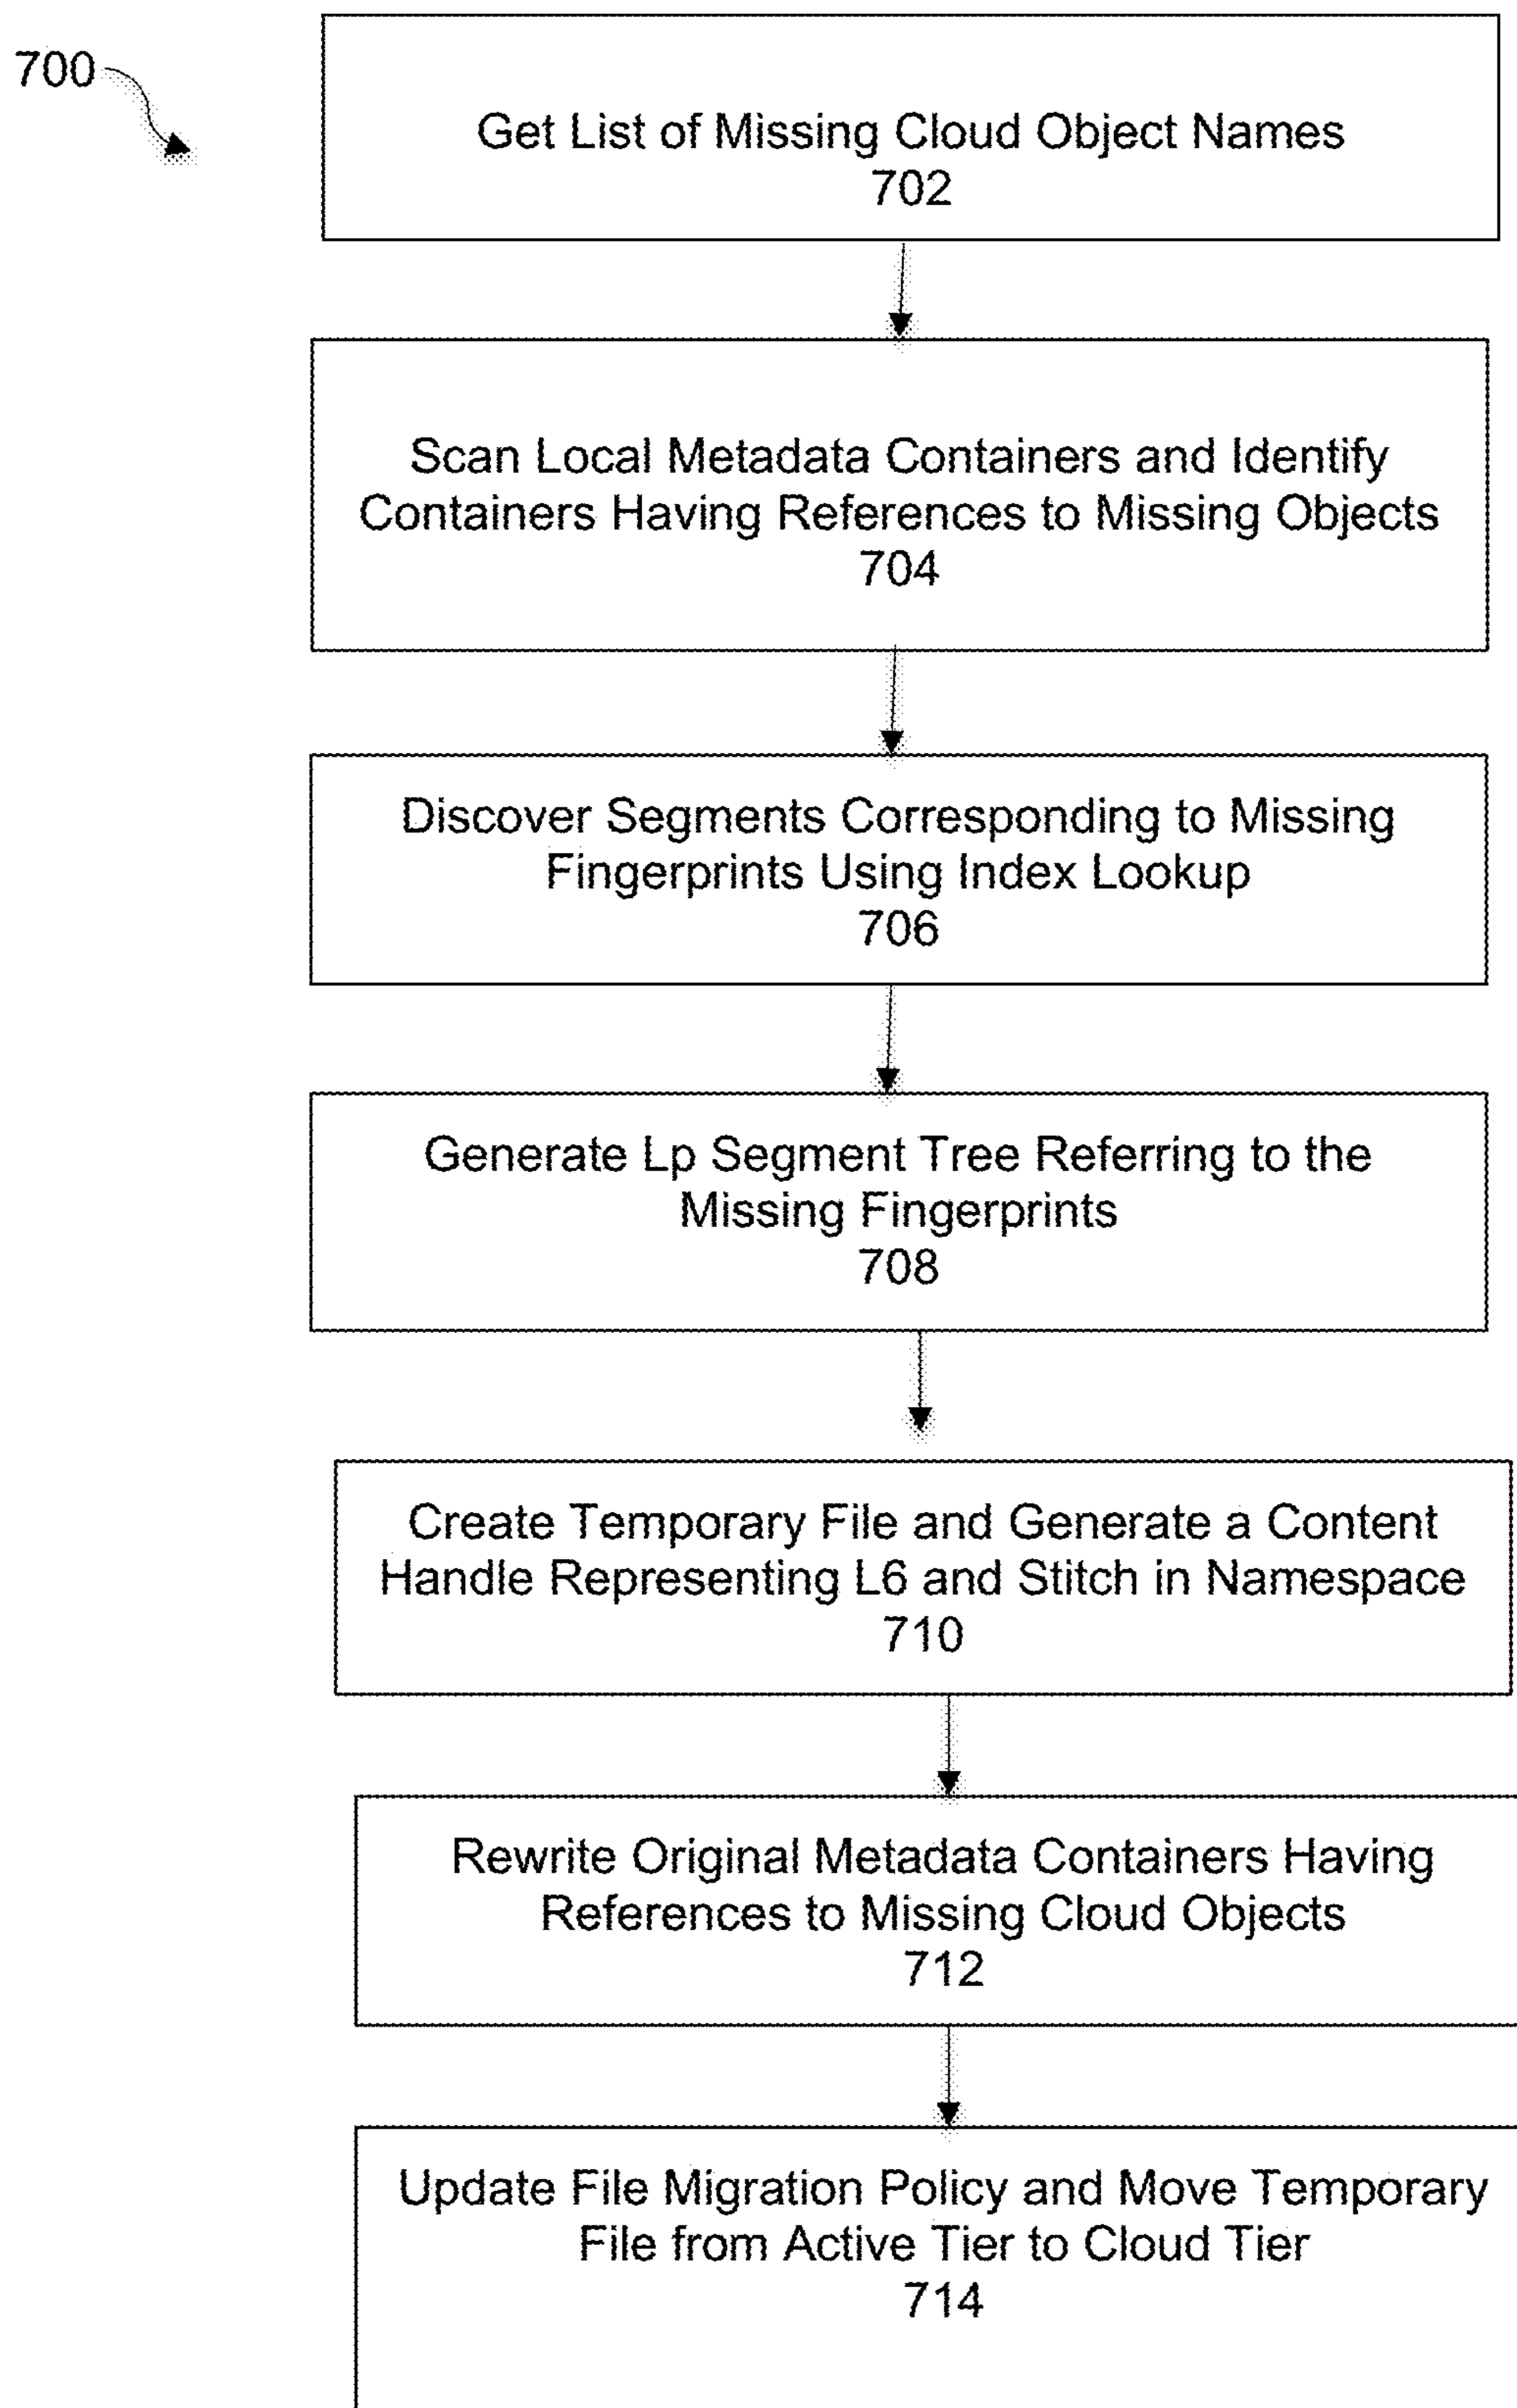 700
Get List of Missing Cloud Object Names
702
Scan Local Metadata Containers and Identify
Containers Having References to Missing Objects
704
Discover Segments Corresponding to Missing
Fingerprints Using Index Lookup
706
Generate Lp Segment Tree Referring to the
Missing Fingerprints
708
Create Temporary File and Generate a Content
Handle Representing L6 and Stitch in Namespace
710
Rewrite Original Metadata Containers Having
References to Missing Cloud Objects
712
Update File Migration Policy and Move Temporary
File from Active Tier to Cloud Tier
714